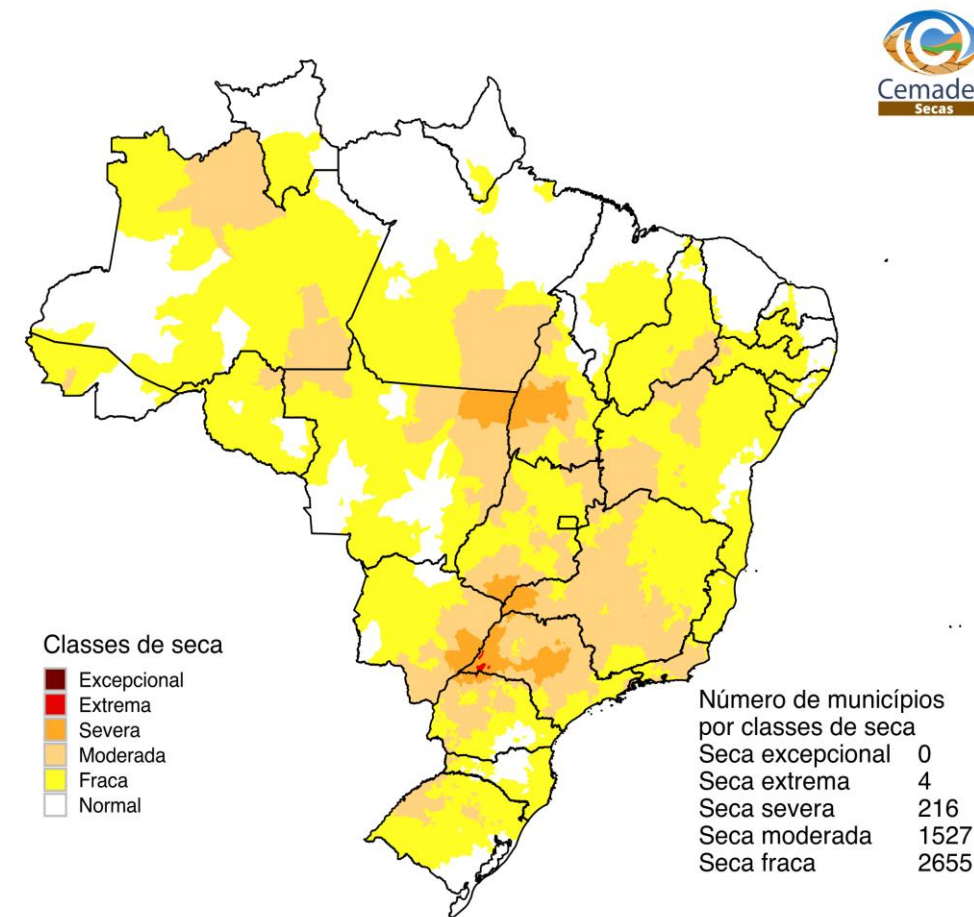 Cemade
Secas
Classes de seca
Excepcional
Extrema
Severa
Moderada
Fraca
Normal
Número de municípios
por classes de seca
Seca excepcional 0
Seca extrema 4
Seca severa 216
Seca moderada 1527
Seca fraca 2655